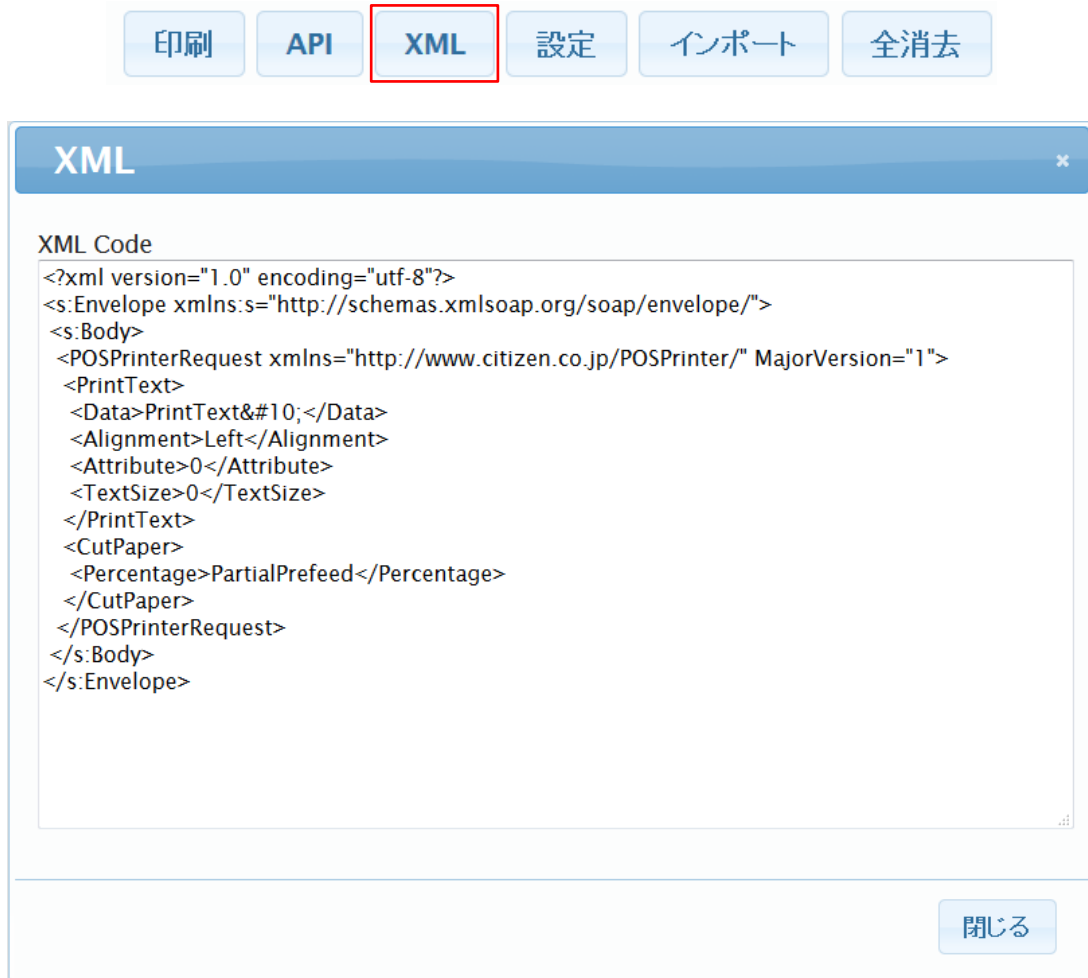 印刷 API XML 設定 インポート 全消去
XML ×
XML Code
<?xml version="1.0" encoding="utf-8"?>
<s:Envelope xmlns:s="http://schemas.xmlsoap.org/soap/envelope/">
<s:Body>
<POSPrinterRequest xmlns="http://www.citizen.co.jp/POSPrinter/" MajorVersion="1">
<PrintText>
<Data>PrintText&#10;</Data>
<Alignment>Left</Alignment>
<Attribute>0</Attribute>
<TextSize>0</TextSize>
</PrintText>
<CutPaper>
<Percentage>PartialPrefeed</Percentage>
</CutPaper>
</POSPrinterRequest>
</s:Body>
</s:Envelope>
閉じる